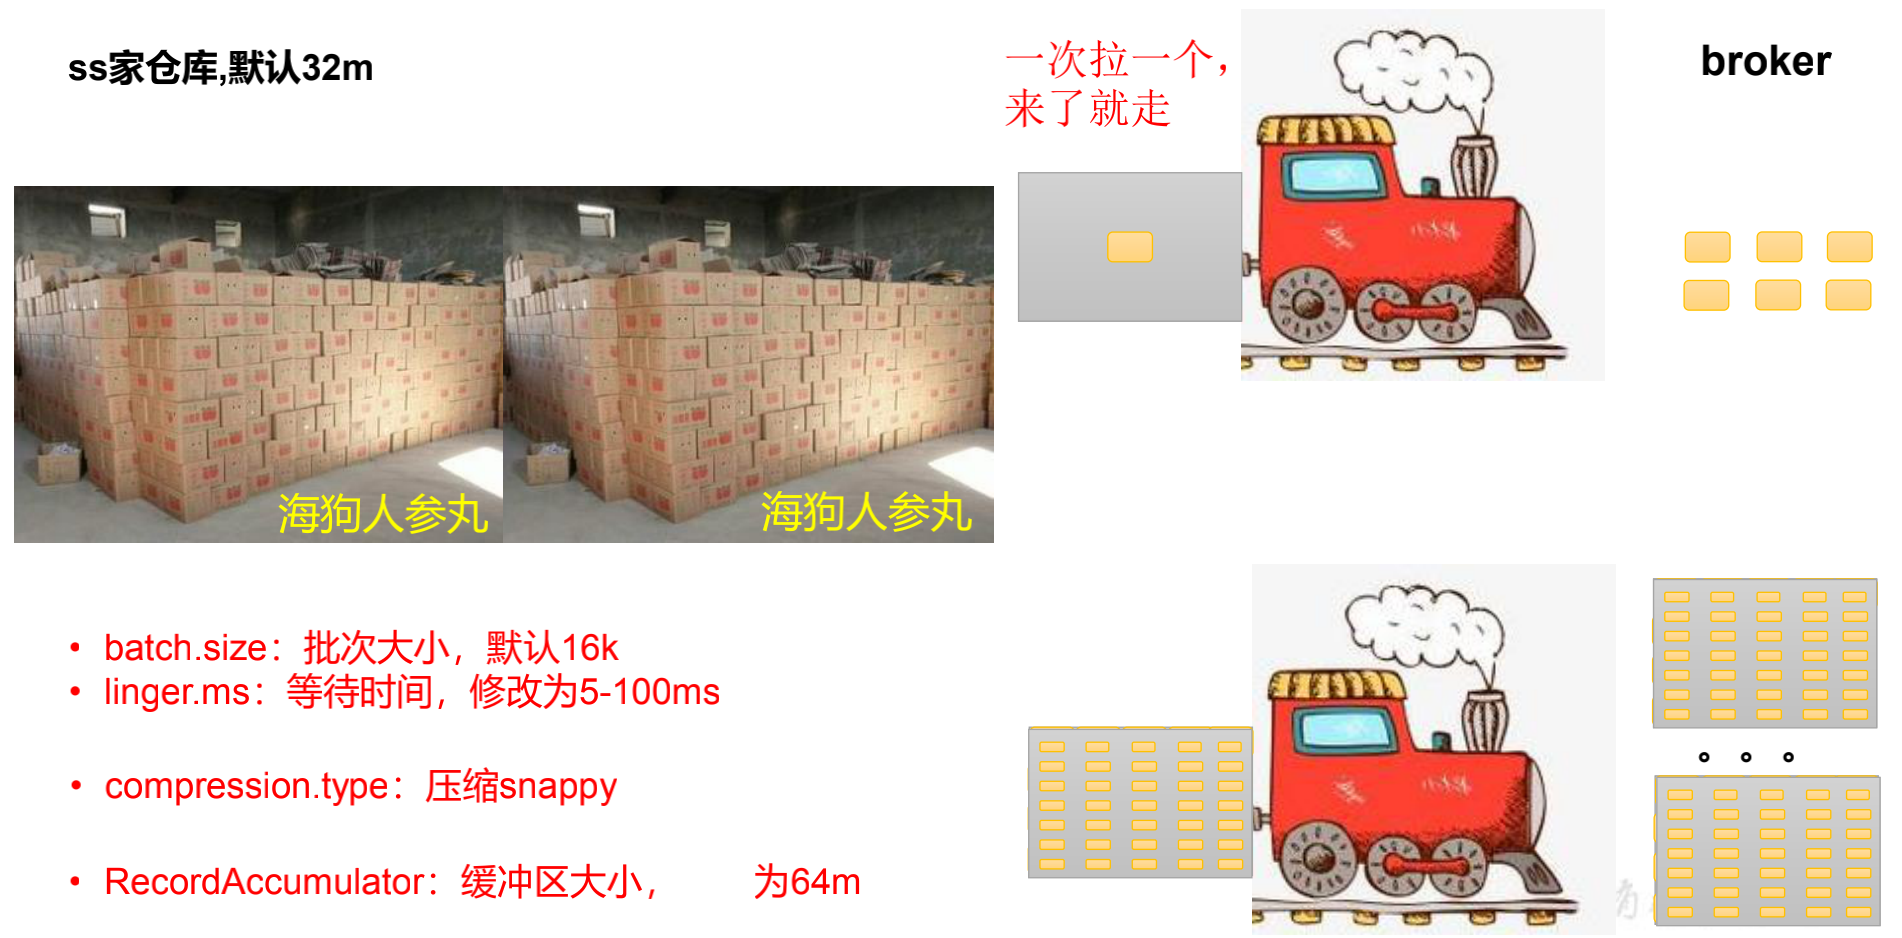 ss家仓库,默认32m
一次拉一个，
来了就走
broker
海狗人参丸
海狗人参丸
• batch.size：批次大小，默认16k
• linger.ms：等待时间，修改为5-100ms
• compression.type：压缩snappy
• RecordAccumulator：缓冲区大小， 为64m